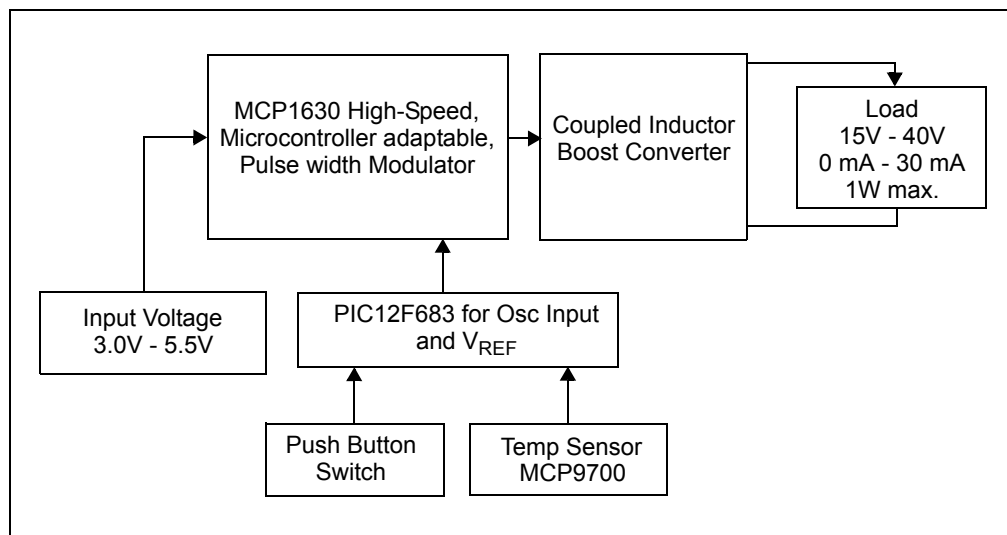 MCP1630 High-Speed,
Microcontroller adaptable,
Pulse width Modulator
Coupled Inductor
Boost Converter
Load
15V - 40V
0 mA - 30 mA
1W max.
Input Voltage
3.0V - 5.5V
PIC12F683 for Osc Input
and VREF
Push Button
Switch
Temp Sensor
MCP9700